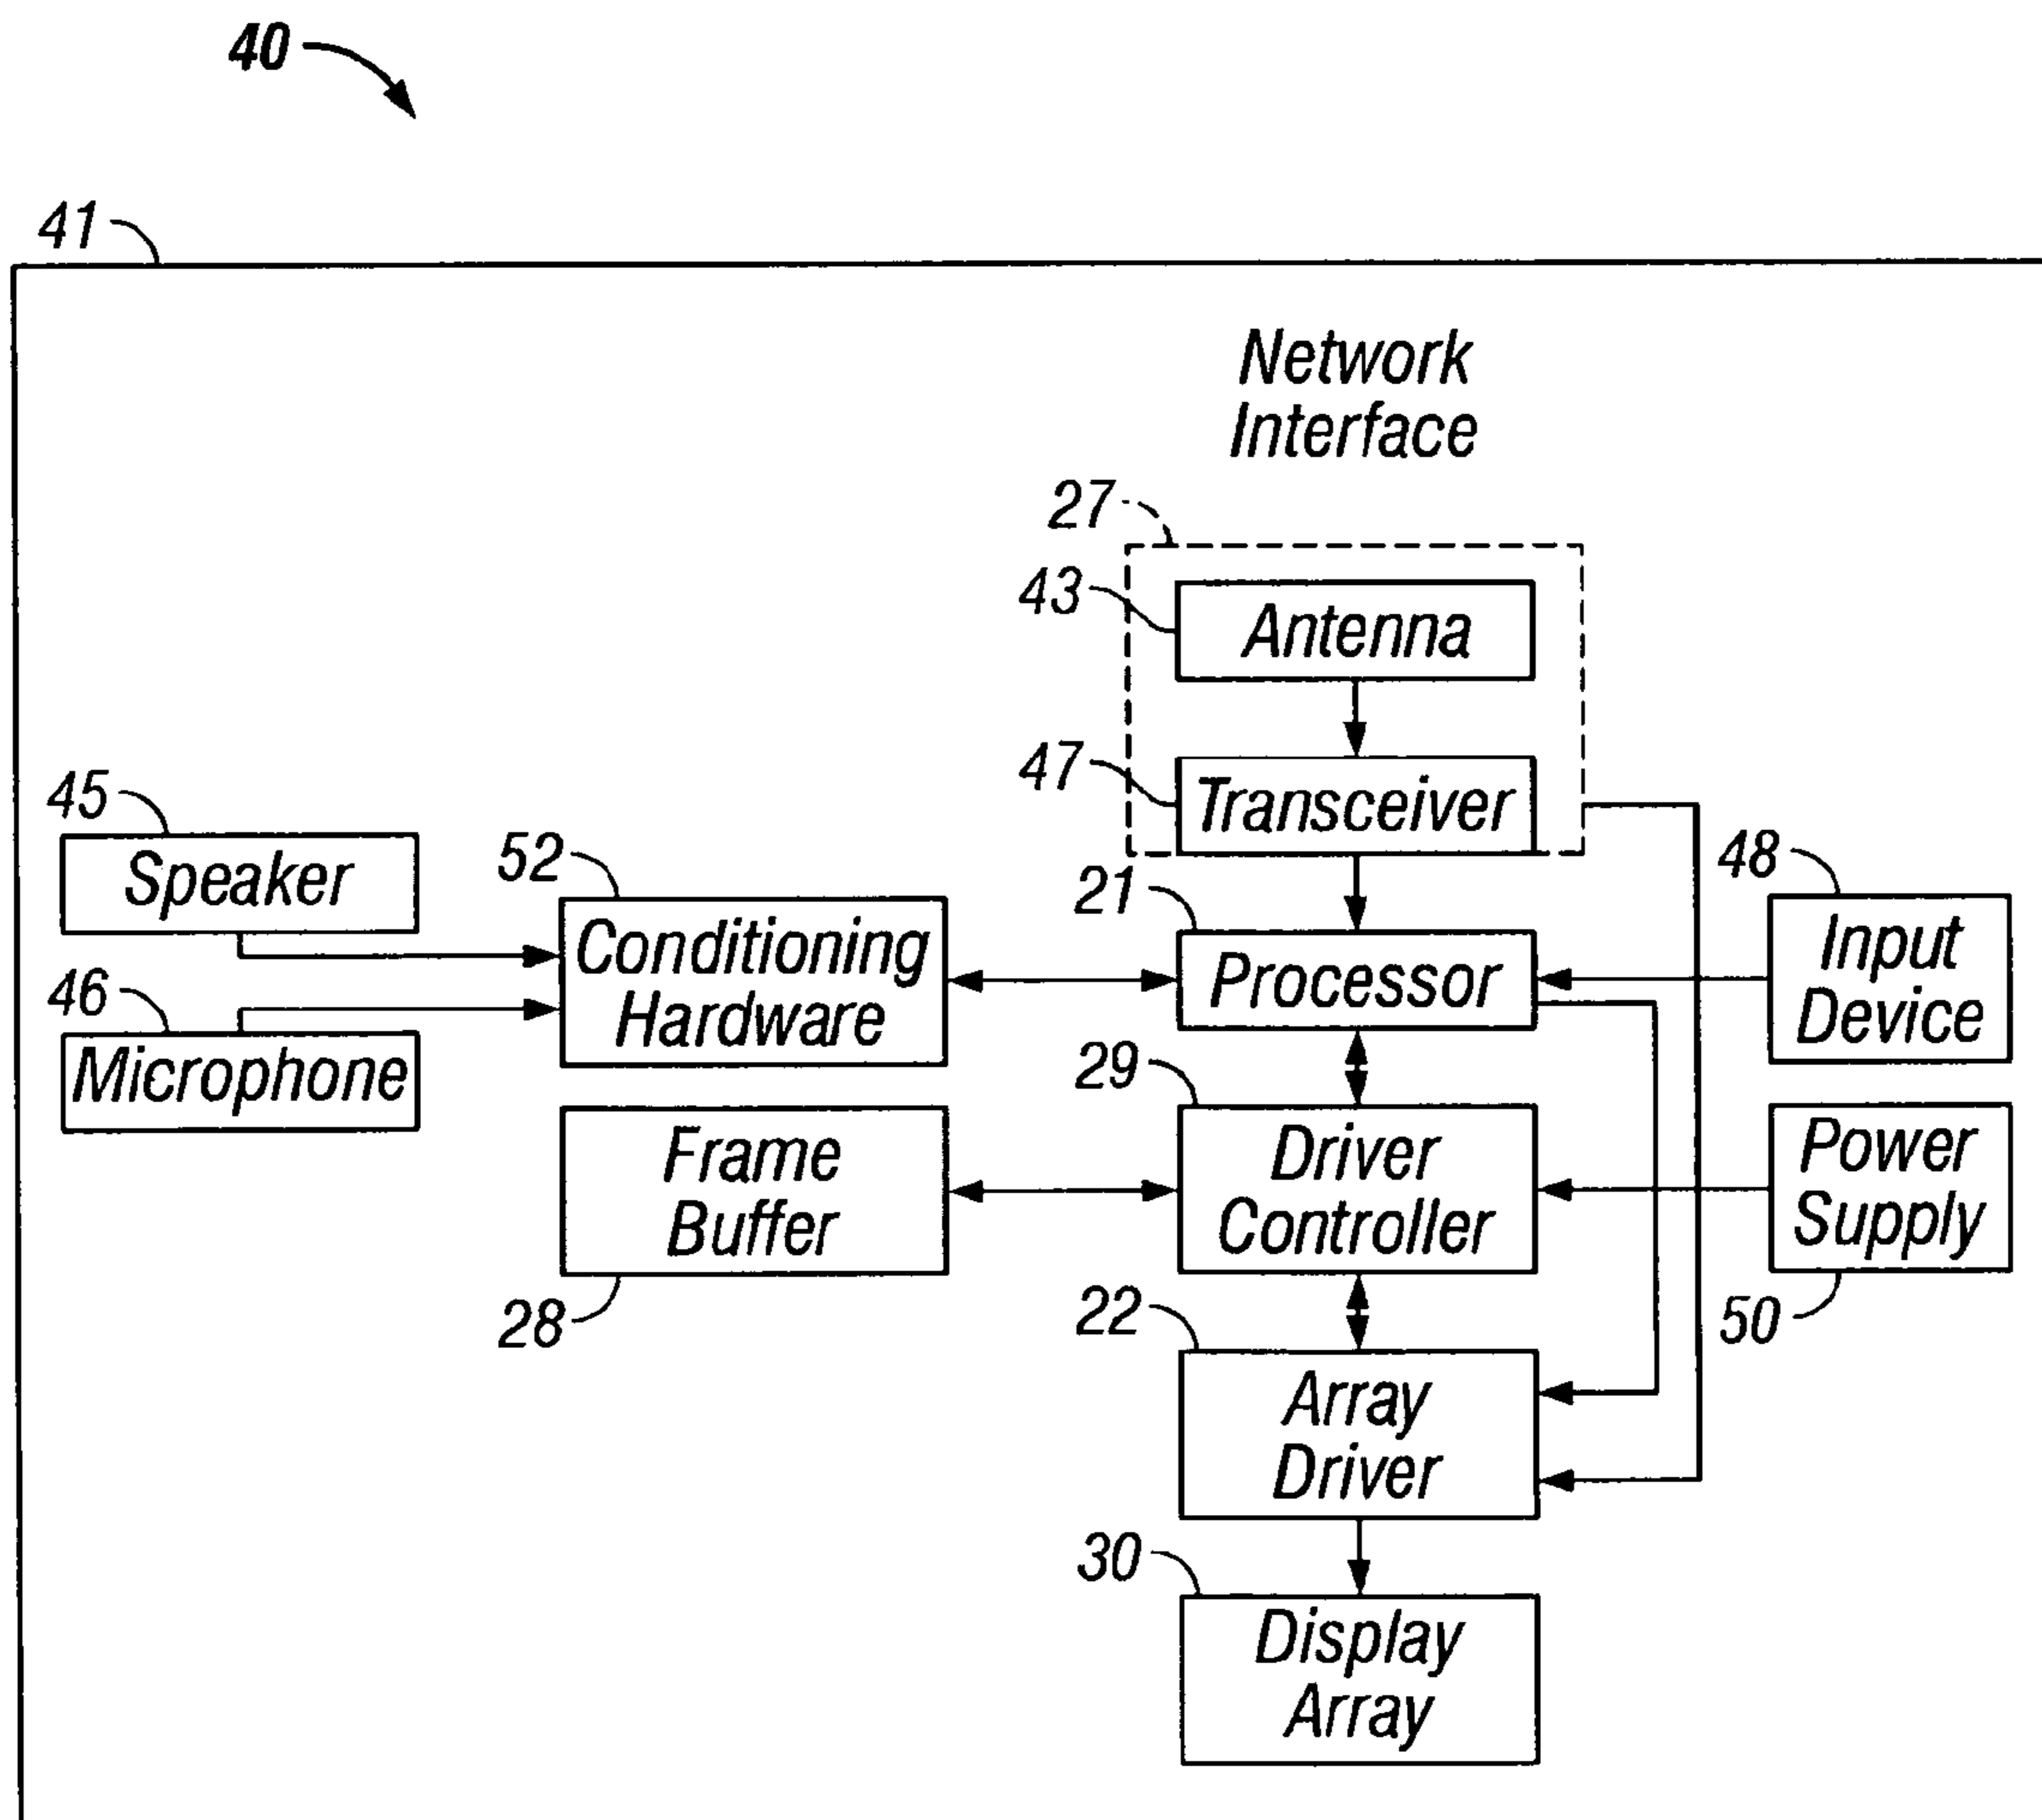 40
41
Network
Interface
27
43
Antenna
47
Transceiver
45
Speaker
52
Conditioning
Hardware
21
Processor
48
Input
Device
46
Microphone
29
Driver
Controller
Frame
Buffer
28
Power
Supply
50
22
Array
Driver
30
Display
Array